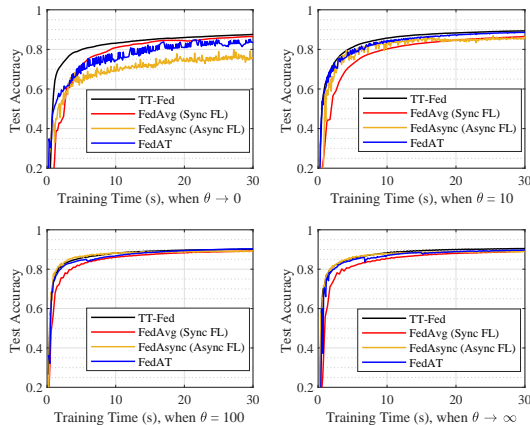 1
0.8
0.6
0.4
0.2
Test Accuracy
TT-Fed
FedAvg (Sync FL)
FedAsync (Async FL)
FedAT
0 10 20 30
Training Time (s), when θ → 0
1
0.8
0.6
0.4
0.2
Test Accuracy
TT-Fed
FedAvg (Sync FL)
FedAsync (Async FL)
FedAT
0 10 20 30
Training Time (s), when θ = 10
1
0.8
0.6
0.4
0.2
Test Accuracy
TT-Fed
FedAvg (Sync FL)
FedAsync (Async FL)
FedAT
0 10 20 30
Training Time (s), when θ = 100
1
0.8
0.6
0.4
0.2
Test Accuracy
TT-Fed
FedAvg (Sync FL)
FedAsync (Async FL)
FedAT
0 10 20 30
Training Time (s), when θ → ∞